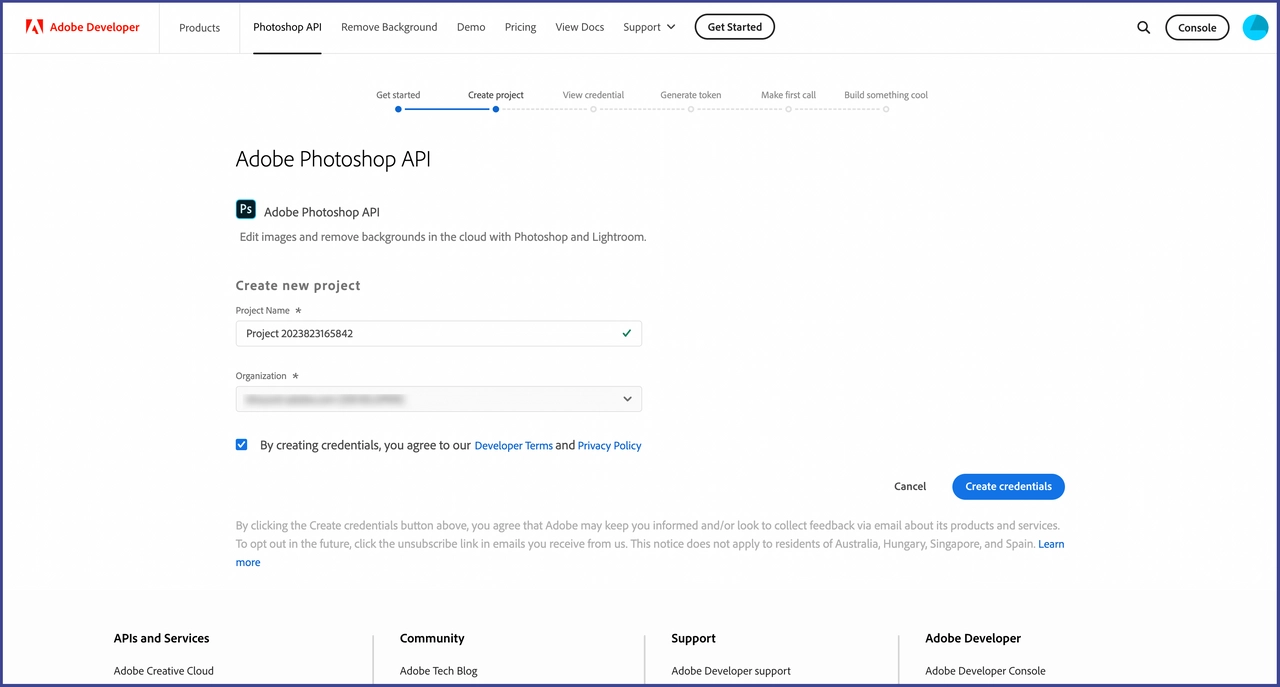 Adobe Developer
Products
Photoshop API
Remove Background
Demo
Pricing
View Docs
Support
Get Started
Console
Get started
Create project
View credential
Generate token
Make first call
Build something cool
Adobe Photoshop API
Ps
Adobe Photoshop API
Edit images and remove backgrounds in the cloud with Photoshop and Lightroom.
Create new project
Project Name *
Project 2023823165842
Organization *
By creating credentials, you agree to our Developer Terms and Privacy Policy
Cancel
Create credentials
By clicking the Create credentials button above, you agree that Adobe may keep you informed and/or look to collect feedback via email about its products and services.
To opt out in the future, click the unsubscribe link in emails you receive from us. This notice does not apply to residents of Australia, Hungary, Singapore, and Spain. Learn
more
APIs and Services
Community
Support
Adobe Developer
Adobe Creative Cloud
Adobe Tech Blog
Adobe Developer support
Adobe Developer Console